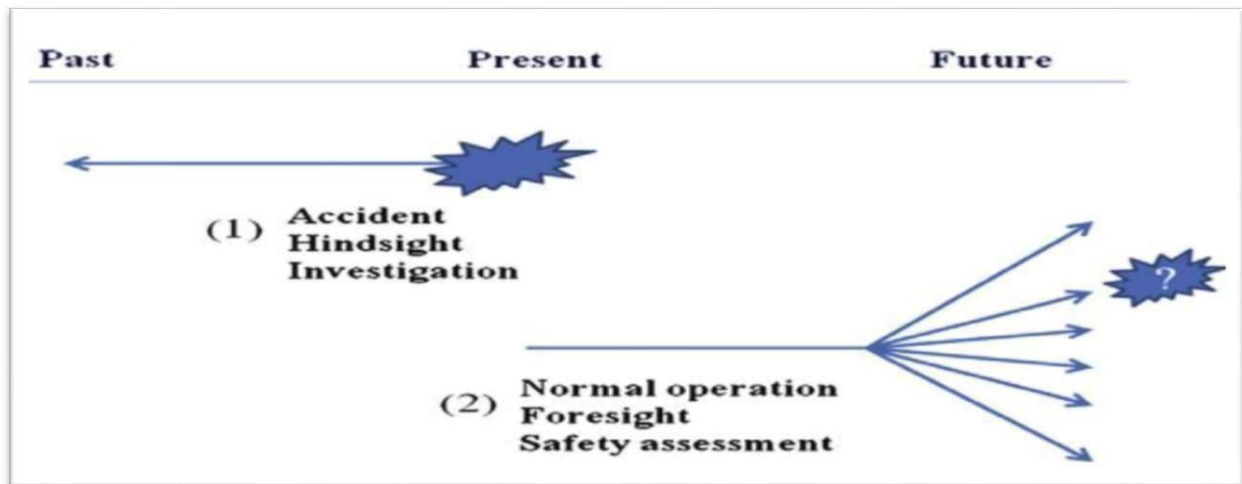 Past Present Future
(1) Accident
Hindsight
Investigation
?
(2) Normal operation
Foresight
Safety assessment